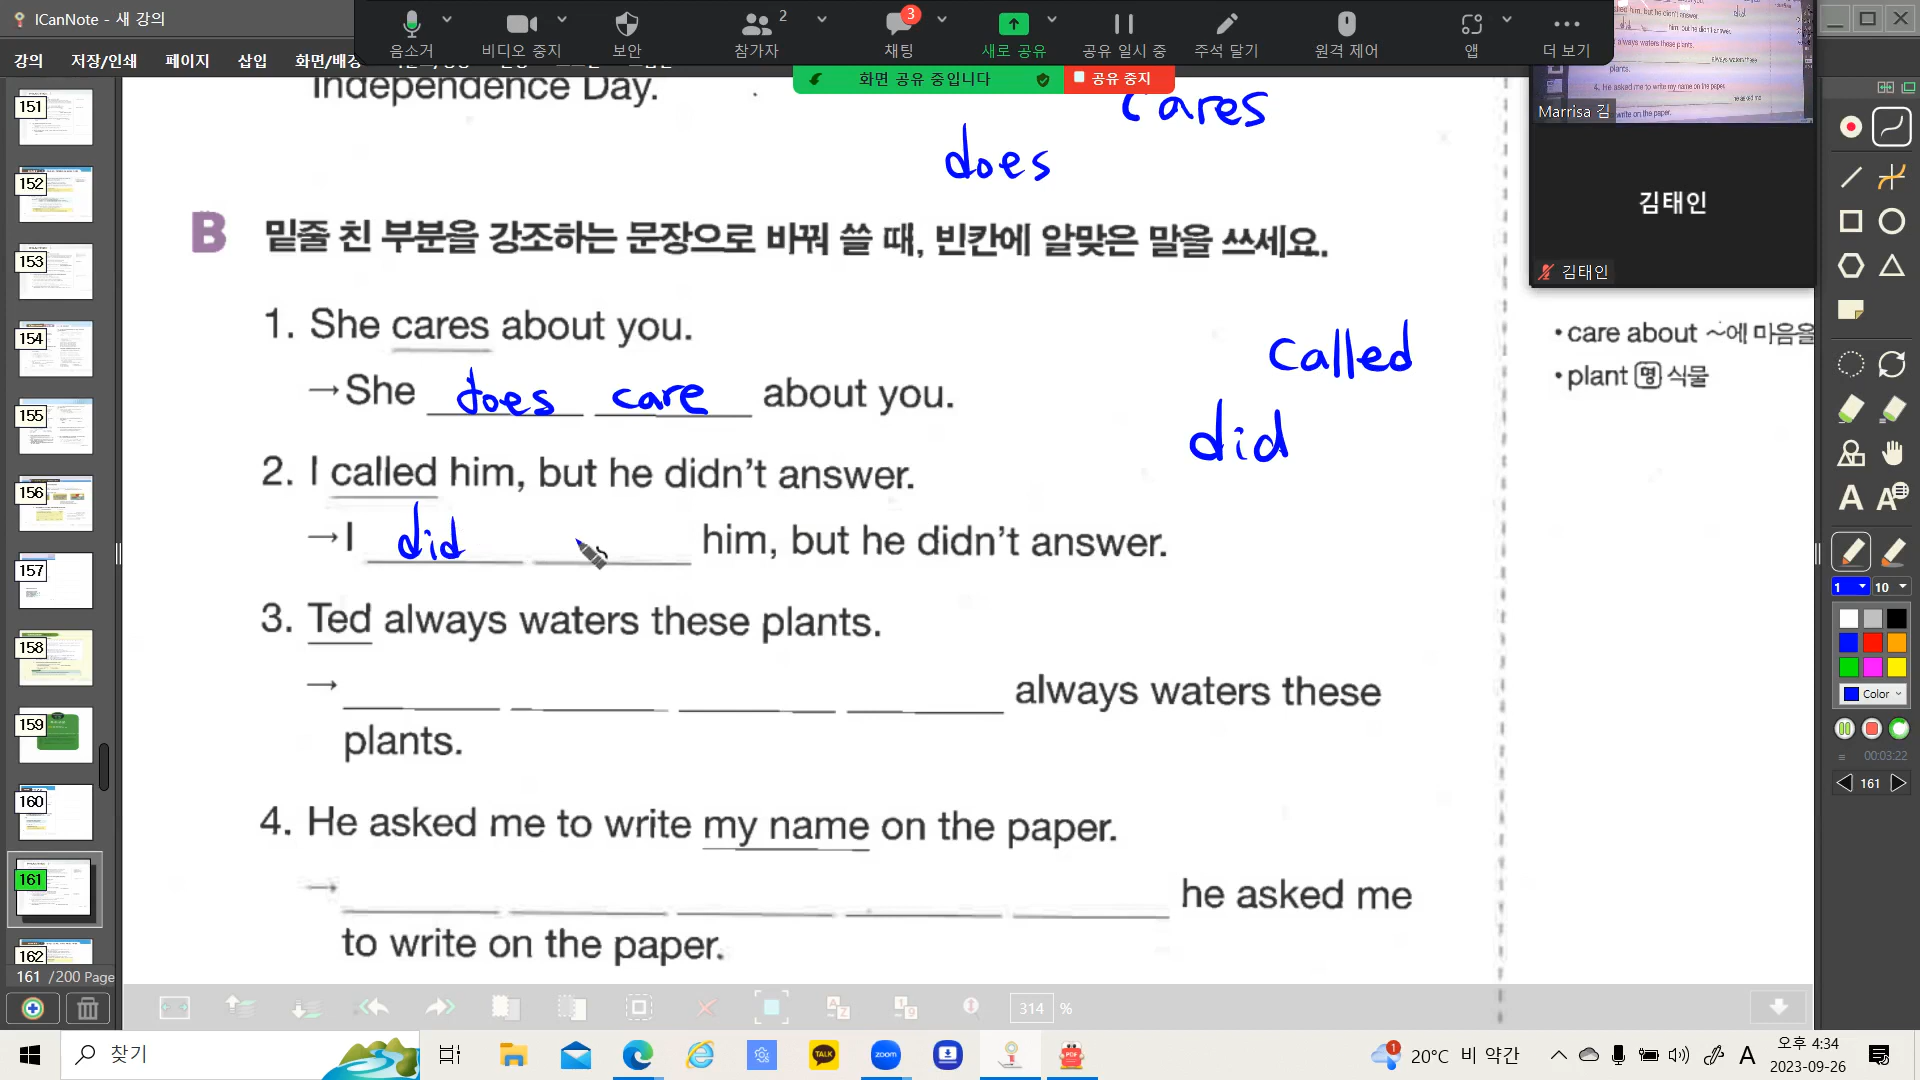 ICanNote - 새 강의
강의 저장/인쇄 페이지 삽입 화면/배경
음소거 비디오 중지 보안 참가자 2 채팅 3 새로 공유 공유 일시 중 주석 달기 원격 제어 앱 더 보기
화면 공유 중입니다 공유 중지
Marrisa 김
김태인
김태인
Independence Day.
cares
does
B 밑줄 친 부분을 강조하는 문장으로 바꿔 쓸 때, 빈칸에 알맞은 말을 쓰세요.
1. She cares about you.
→ She does care about you.
2. I called him, but he didn't answer.
→ I did him, but he didn't answer.
called
did
3. Ted always waters these plants.
→ always waters these
plants.
4. He asked me to write my name on the paper.
→ he asked me
to write on the paper.
• care about ~에 마음을
• plant 명 식물
151
152
153
154
155
156
157
158
159
160
161
162
161 /200 Page
314 %
1 10
Color
00:03:22
161
찾기
20°C 비 약간
A
오후 4:34
2023-09-26